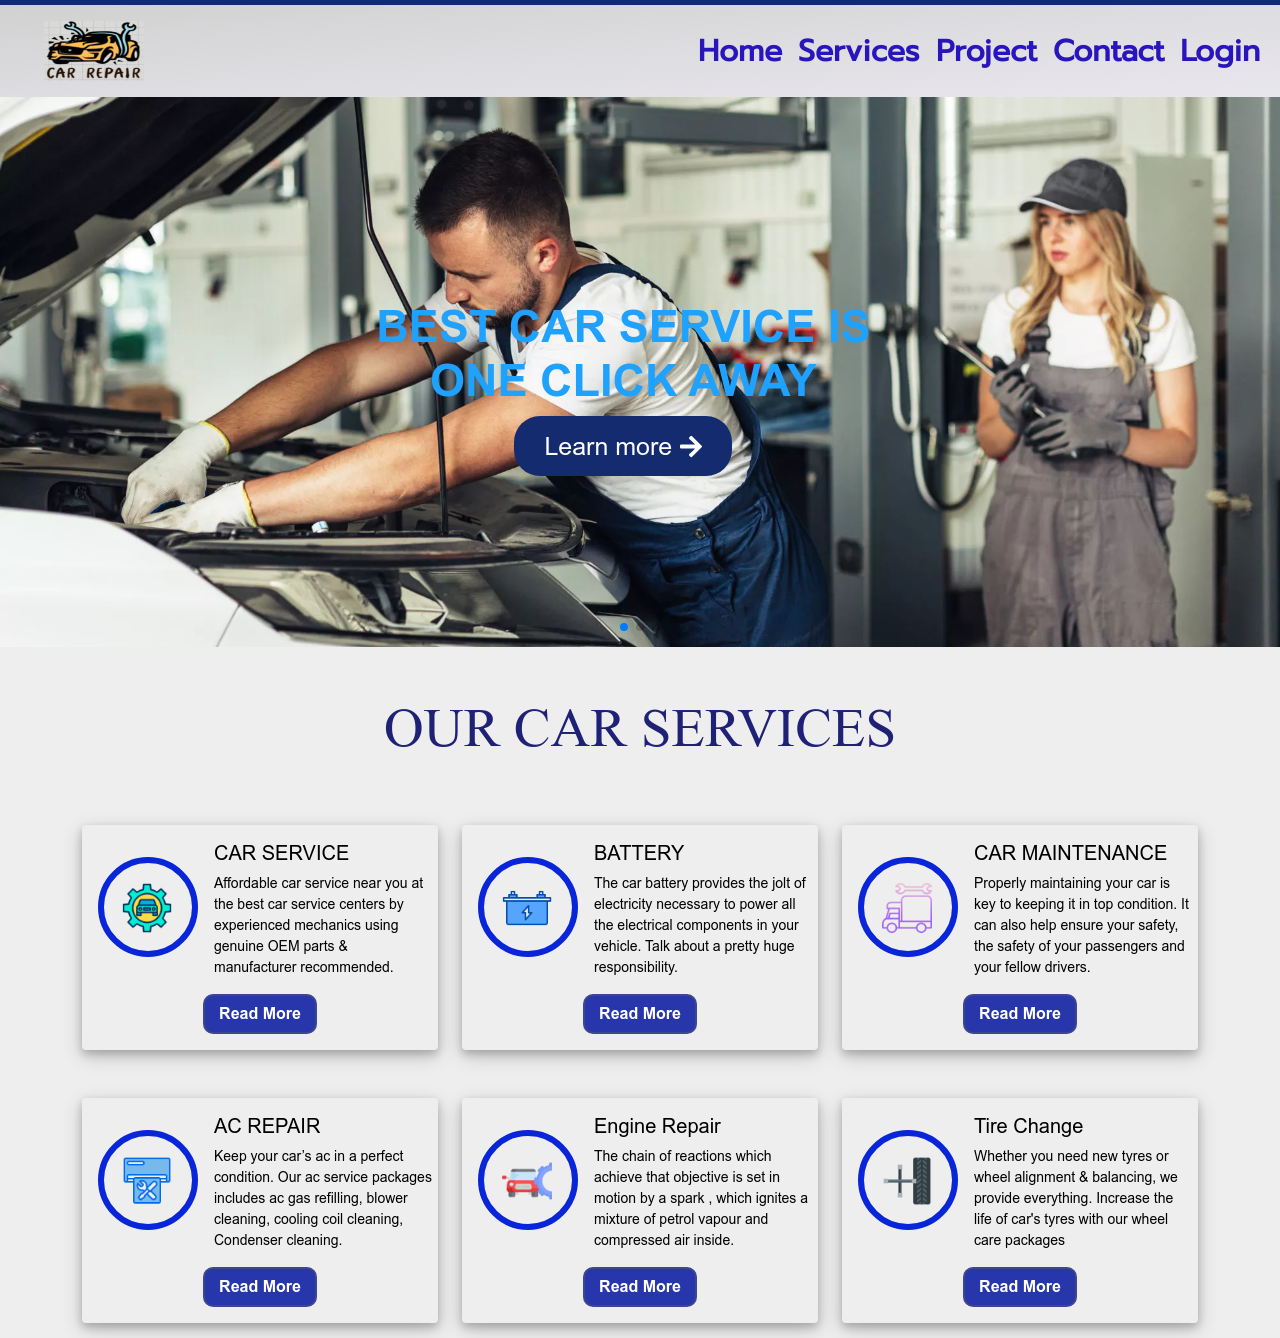 CAR REPAIR
Home Services Project Contact Login
BEST CAR SERVICE IS
ONE CLICK AWAY
Learn more
OUR CAR SERVICES
CAR SERVICE
Affordable car service near you at
the best car service centers by
experienced mechanics using
genuine OEM parts &
manufacturer recommended.
Read More
BATTERY
The car battery provides the jolt of
electricity necessary to power all
the electrical components in your
vehicle. Talk about a pretty huge
responsibility.
Read More
CAR MAINTENANCE
Properly maintaining your car is
key to keeping it in top condition. It
can also help ensure your safety,
the safety of your passengers and
your fellow drivers.
Read More
AC REPAIR
Keep your car’s ac in a perfect
condition. Our ac service packages
includes ac gas refilling, blower
cleaning, cooling coil cleaning,
Condenser cleaning.
Read More
Engine Repair
The chain of reactions which
achieve that objective is set in
motion by a spark , which ignites a
mixture of petrol vapour and
compressed air inside.
Read More
Tire Change
Whether you need new tyres or
wheel alignment & balancing, we
provide everything. Increase the
life of car's tyres with our wheel
care packages
Read More